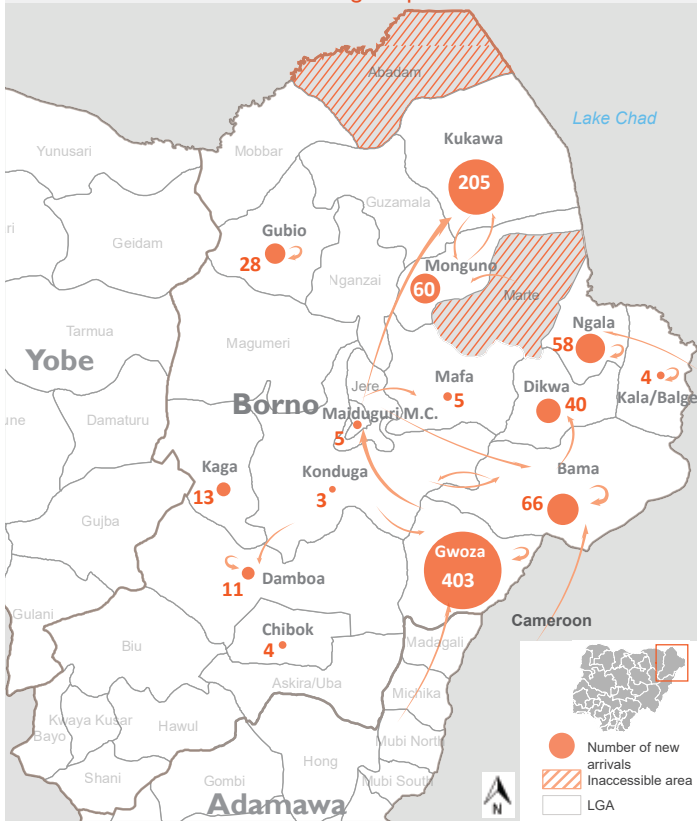 Abadam
Lake Chad
Kukawa
Yunusari
Mobbar
205
Guzamala
ri
Gubio
Geidam
28
Monguno
Nganzai
60
Marte
Ngala
Tarmua
Magumeri
58
Yobe
Jere
Mafa
4
Dikwa
Kala/Balge
Borno
5
40
une
Damaturu
Maiduguri M.C.
5
Kaga
Konduga
Bama
13
3
66
Gujba
Gwoza
403
Damboa
11
Gulani
Chibok
Cameroon
4
Madagali
Biu
Askira/Uba
Michika
Kwaya Kusar
Bayo
Hawul
Mubi North
Hong
Shani
Gombi
Mubi South
Adamawa
N
Number of new
arrivals
Inaccessible area
LGA